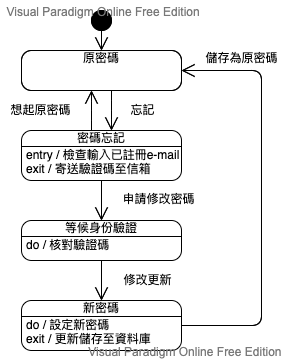 Visual Paradigm Online Free Edition
原密碼
儲存為原密碼
想起原密碼
忘記
密碼忘記
entry / 檢查輸入已註冊e-mail
exit / 寄送驗證碼至信箱
申請修改密碼
等候身份驗證
do / 核對驗證碼
修改更新
新密碼
do / 設定新密碼
exit / 更新儲存至資料庫
Visual Paradigm Online Free Edition